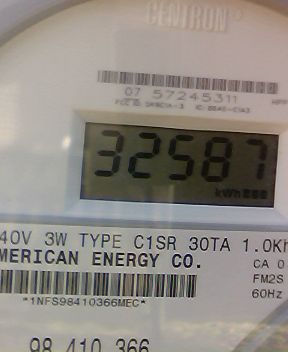 CENTRON®
07 57245311
32587
kWh
40V 3W TYPE C1SR 30TA 1.0Kh
MERICAN ENERGY CO.
CA 0
FM2S
*1NFS98410366MEC*
60Hz
98 410 366